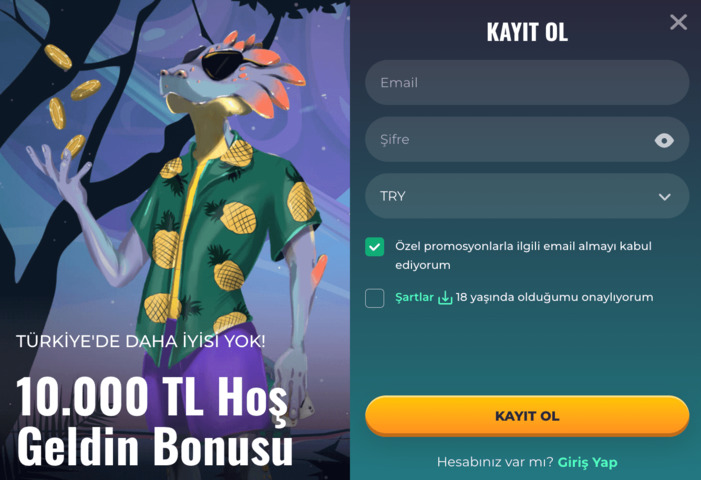 TÜRKİYE'DE DAHA İYİSİ YOK!
10.000 TL Hoş
Geldin Bonusu
KAYIT OL
Email
Şifre
TRY
Özel promosyonlarla ilgili email almayı kabul
ediyorum
Şartlar 18 yaşında olduğumu onaylıyorum
KAYIT OL
Hesabınız var mı? Giriş Yap